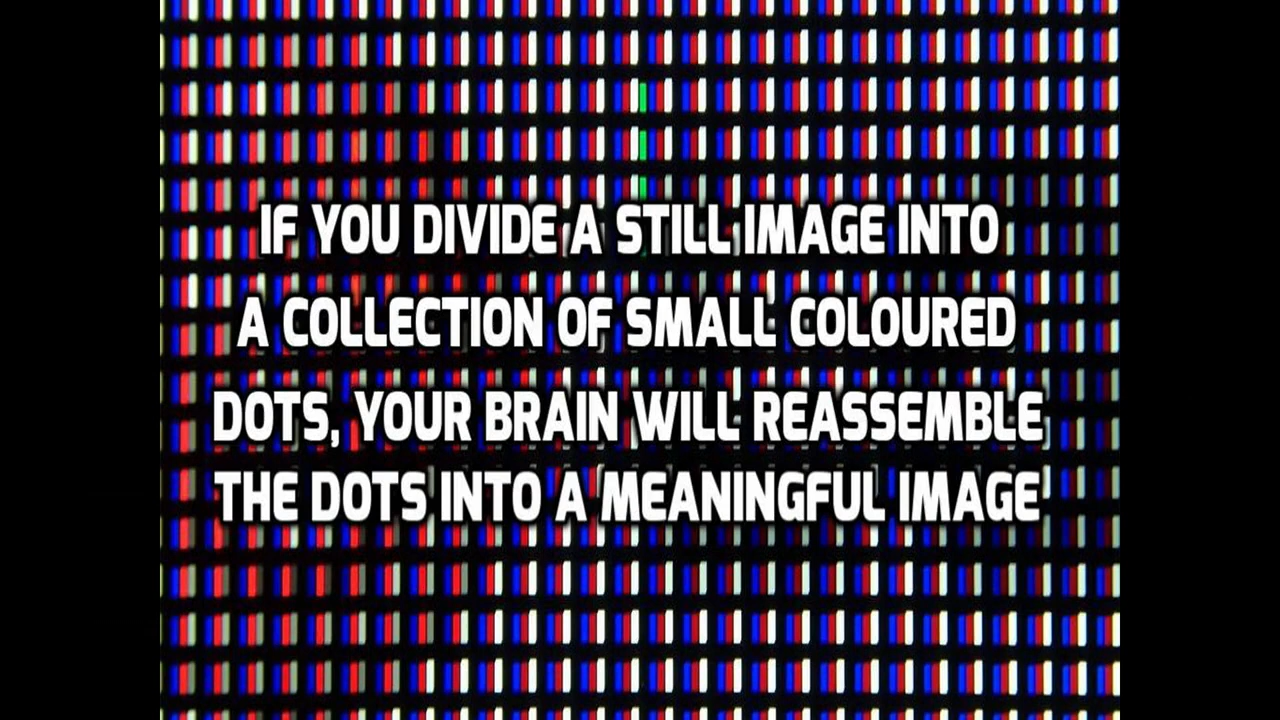 IF YOU DIVIDE A STILL IMAGE INTO
A COLLECTION OF SMALL COLOURED
DOTS, YOUR BRAIN WILL REASSEMBLE
THE DOTS INTO A MEANINGFUL IMAGE